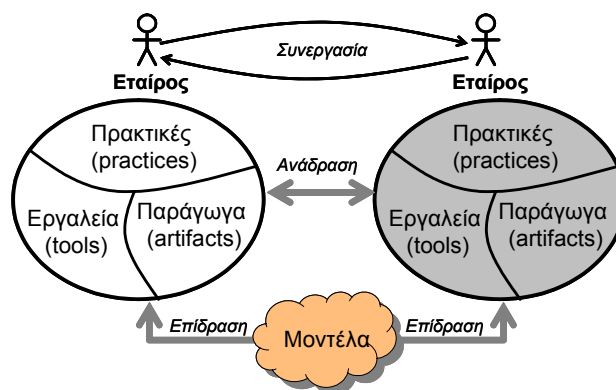 Συνεργασία
Εταίρος
Εταίρος
Πρακτικές
(practices)
Εργαλεία
(tools)
Παράγωγα
(artifacts)
Ανάδραση
Πρακτικές
(practices)
Εργαλεία
(tools)
Παράγωγα
(artifacts)
Επίδραση
Μοντέλα
Επίδραση